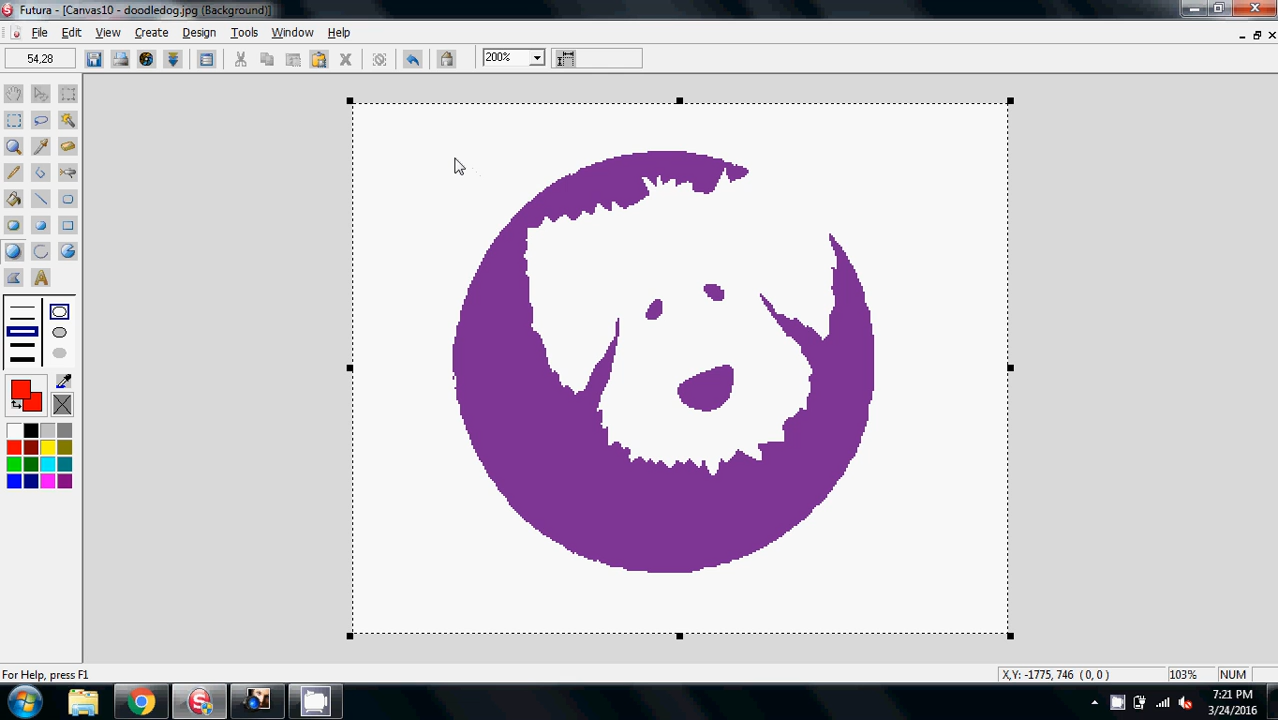 Futura - [Canvas10 - doodledog.jpg (Background)]
File Edit View Create Design Tools Window Help
54,28
200%
A
For Help, press F1
X,Y: -1775, 746 ( 0, 0 )
103%
NUM
7:21 PM
3/24/2016